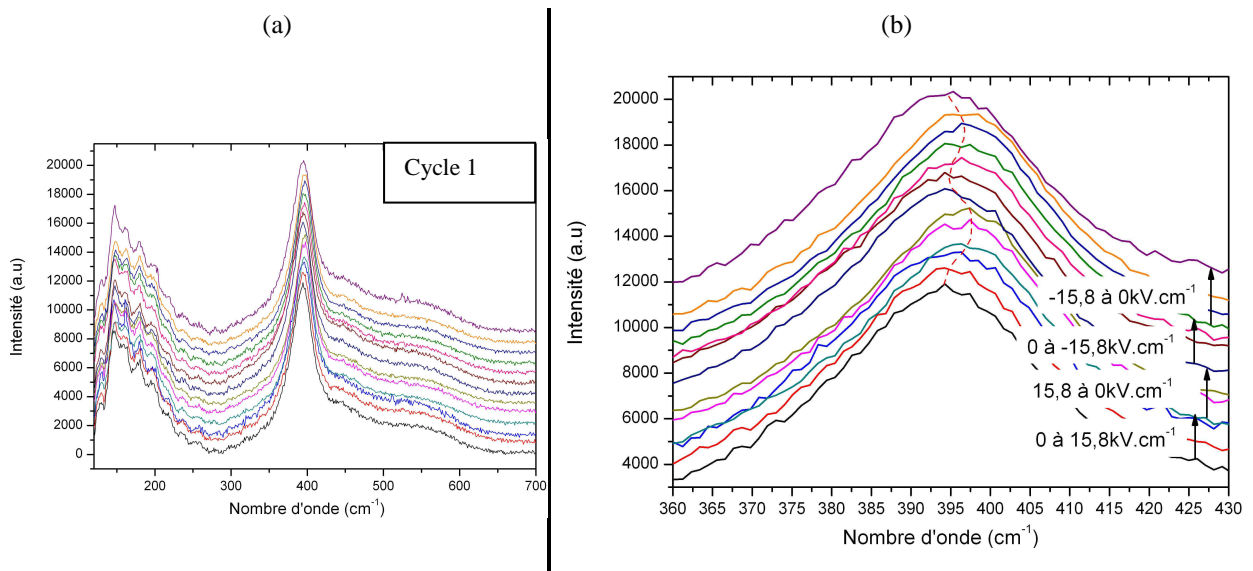 (a)
Cycle 1
20000
18000
16000
14000
12000
10000
8000
6000
4000
2000
0
200 300 400 500 600 700
Intensité (a.u)
Nombre d'onde (cm⁻¹)
(b)
20000
18000
16000
14000
12000
10000
8000
6000
4000
-15,8 à 0kV.cm⁻¹
0 à -15,8kV.cm⁻¹
15,8 à 0kV.cm⁻¹
0 à 15,8kV.cm⁻¹
360 365 370 375 380 385 390 395 400 405 410 415 420 425 430
Intensité (a.u)
Nombre d'onde (cm⁻¹)